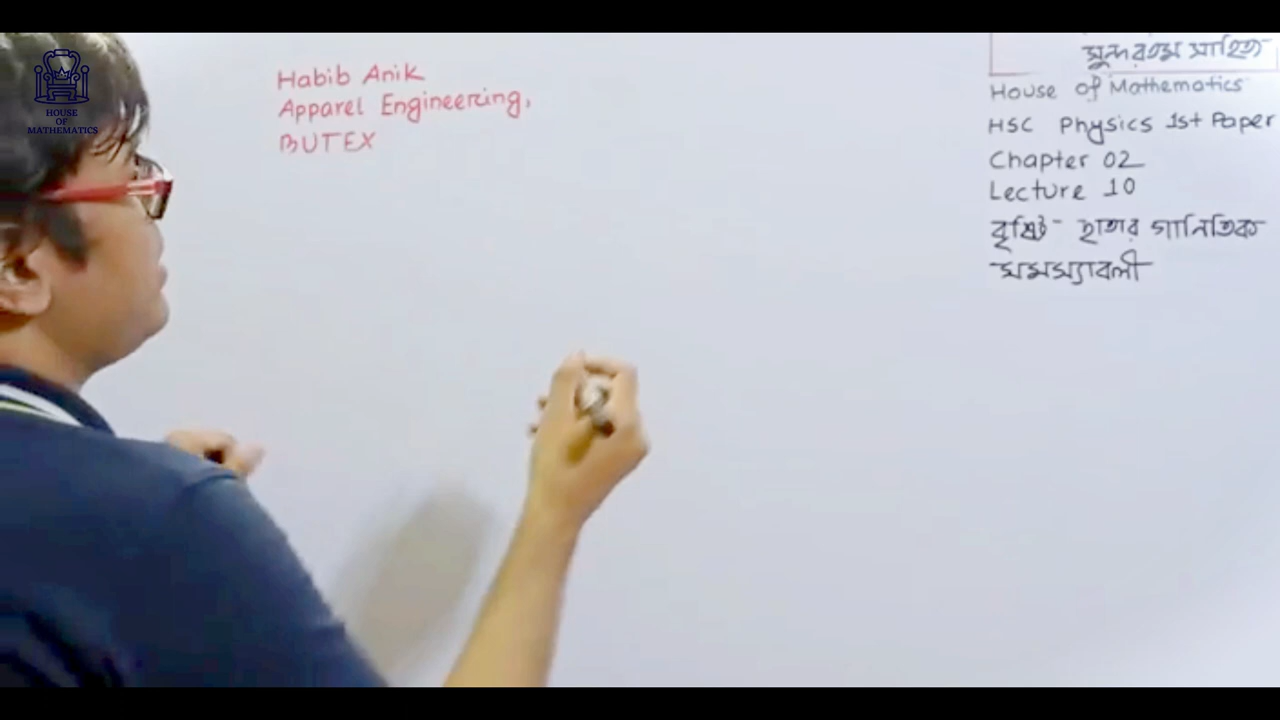 HOUSE
OF
MATHEMATICS
Habib Anik
Apparel Engineering,
BUTEX
সুন্দরতম সাহিত্য
House of Mathematics
HSC Physics 1st Paper
Chapter 02
Lecture 10
বৃষ্টি- ছাতার গানিতিক
সমস্যাবলী